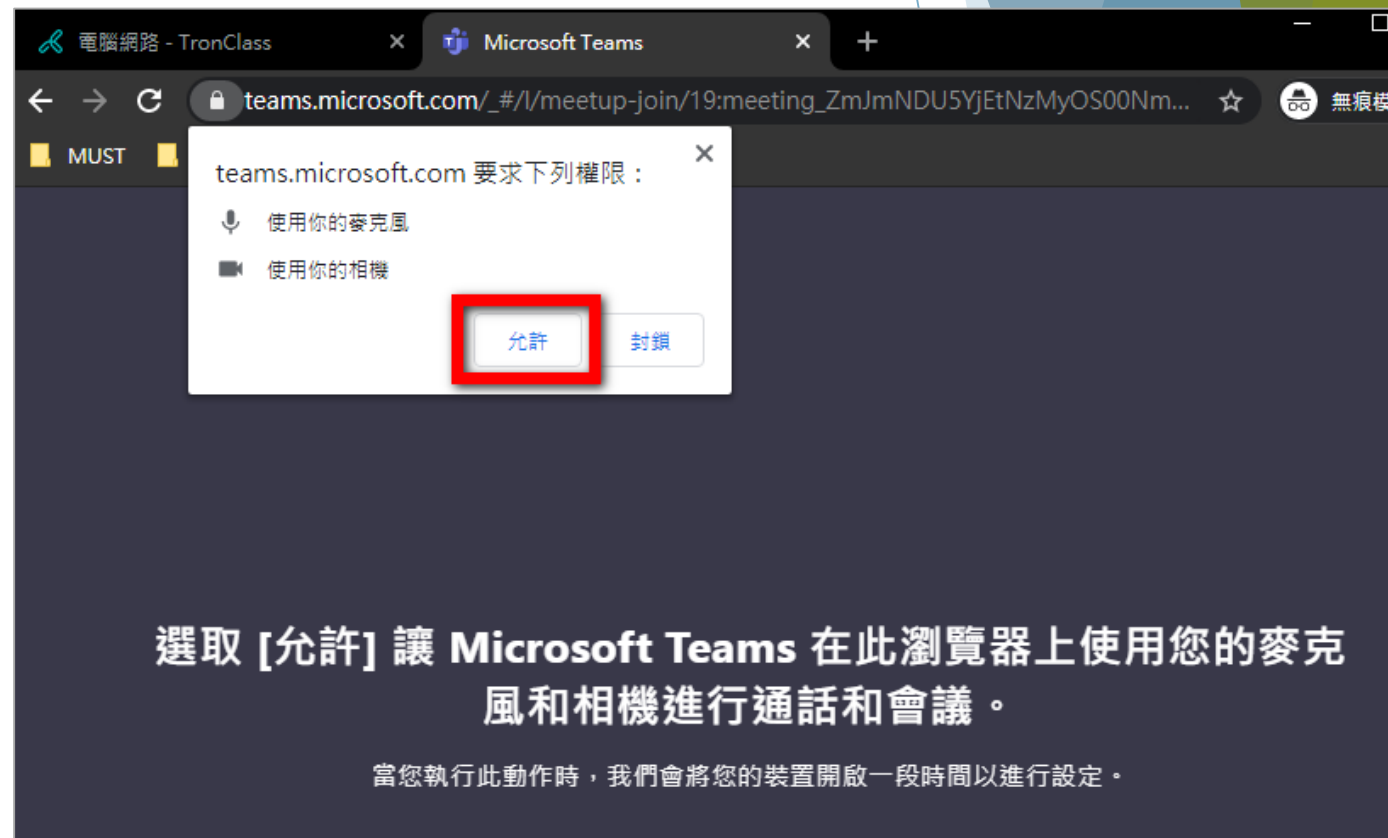 電腦網路 - TronClass
Microsoft Teams
teams.microsoft.com/_#/l/meetup-join/19:meeting_ZmJmNDU5YjEtNzMyOS00Nm...
無痕模
MUST
teams.microsoft.com 要求下列權限：
使用你的麥克風
使用你的相機
允許
封鎖
選取 [允許] 讓 Microsoft Teams 在此瀏覽器上使用您的麥克
風和相機進行通話和會議。
當您執行此動作時，我們會將您的裝置開啟一段時間以進行設定。